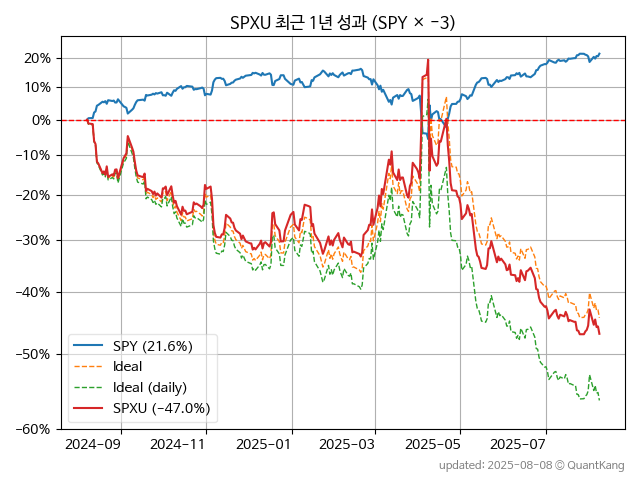 SPXU 최근 1년 성과 (SPY × −3)
20%
10%
0%
−10%
−20%
−30%
−40%
−50%
−60%
SPY (21.6%)
Ideal
Ideal (daily)
SPXU (−47.0%)
2024-09
2024-11
2025-01
2025-03
2025-05
2025-07
updated: 2025-08-08 © QuantKang